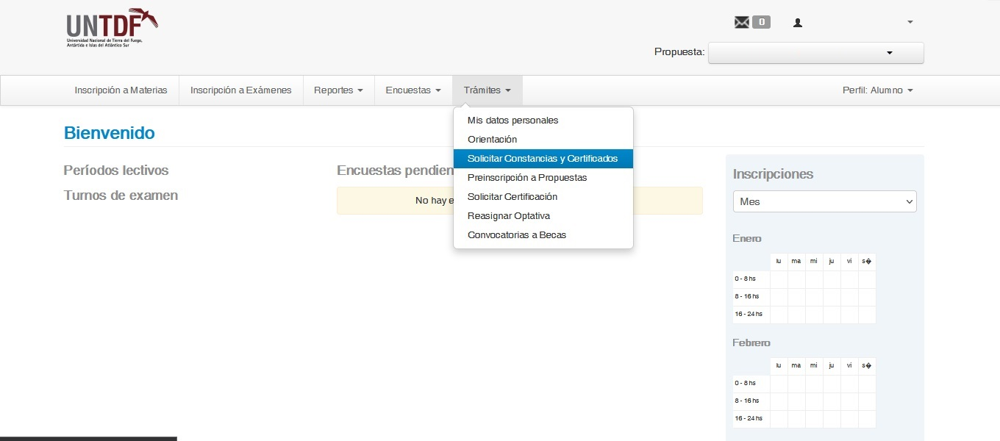 UNTDF
Universidad Nacional de Tierra del Fuego,
Antártida e Islas del Atlántico Sur
0
Propuesta:
Inscripción a Materias
Inscripción a Exámenes
Reportes
Encuestas
Trámites
Perfil: Alumno
Mis datos personales
Orientación
Solicitar Constancias y Certificados
Preinscripción a Propuestas
Solicitar Certificación
Reasignar Optativa
Convocatorias a Becas
Bienvenido
Períodos lectivos
Turnos de examen
Encuestas pendien
No hay e
Inscripciones
Mes
Enero
lu ma mi ju vi s�
0 - 8 hs
8 - 16 hs
16 - 24 hs
Febrero
lu ma mi ju vi s�
0 - 8 hs
8 - 16 hs
16 - 24 hs